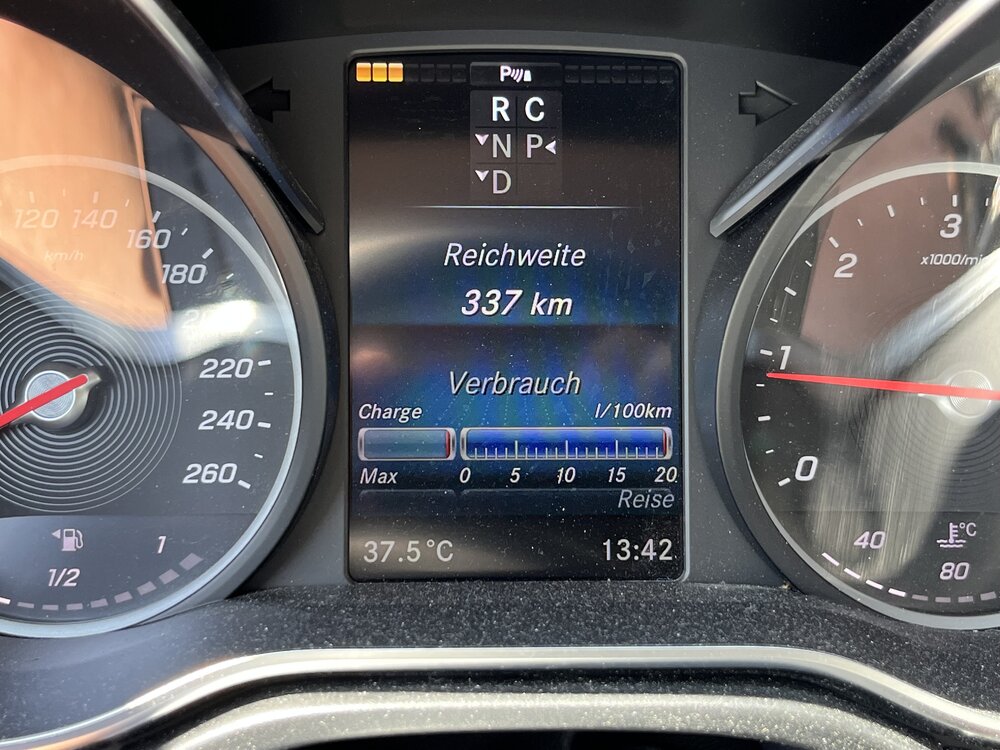 P
R C
N P
D
Reichweite
337 km
Verbrauch
Charge l/100km
Max 0 5 10 15 20
Reise
37.5°C 13:42
120 140 160 180
km/h
220
240
260
1/2 1
3
2
1
0
x1000/mi
40
°C
80